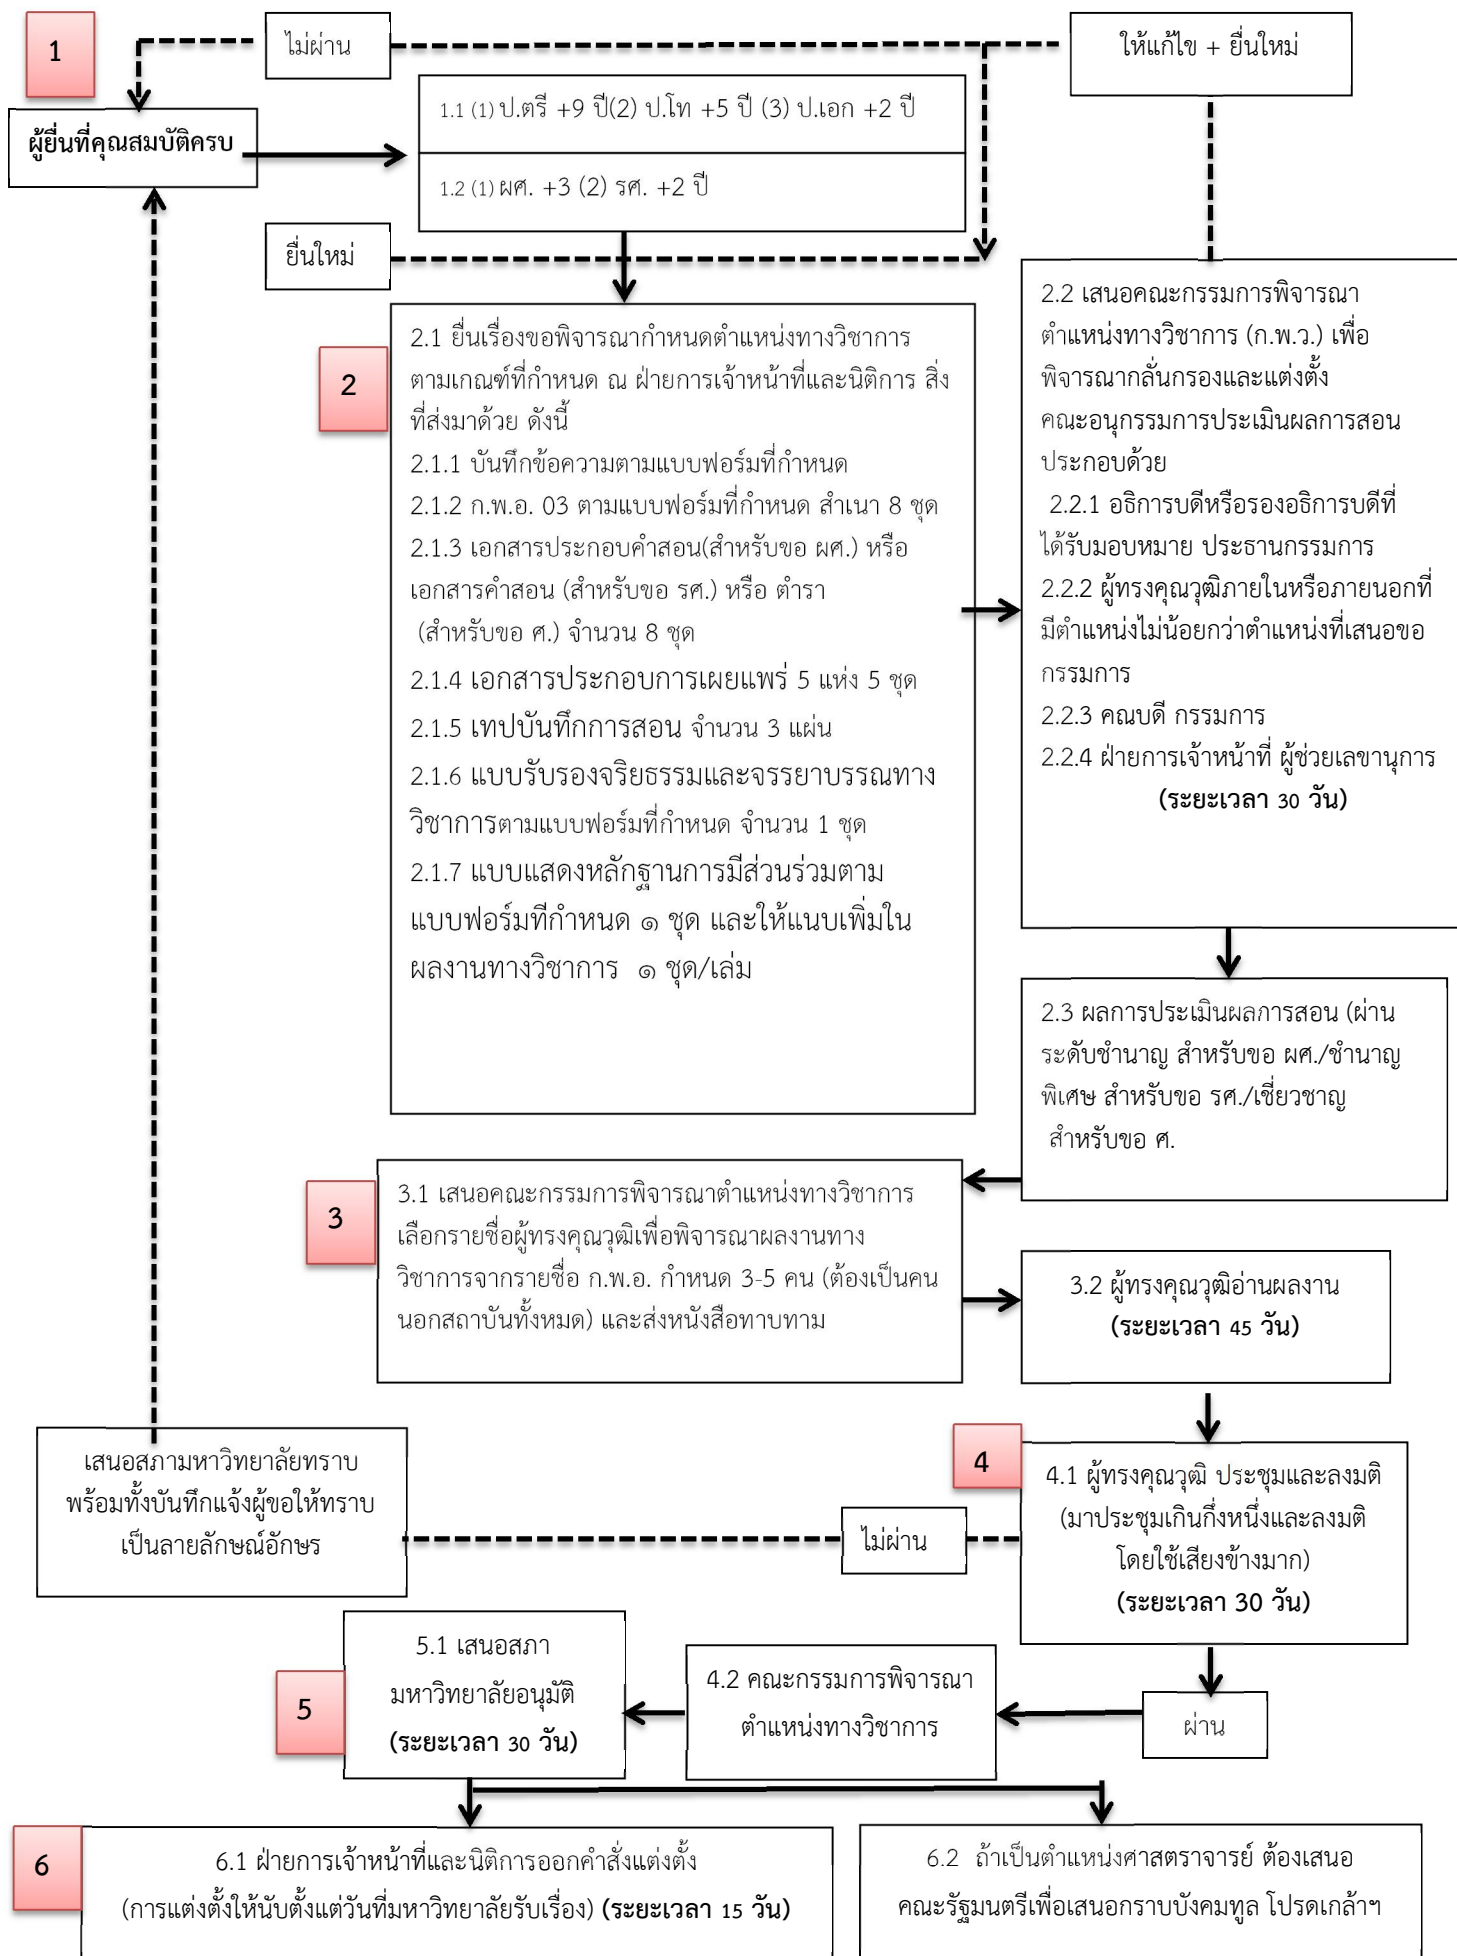 1
ไม่ผ่าน
ให้แก้ไข + ยื่นใหม่
ผู้ยื่นที่คุณสมบัติครบ
1.1 (1) ป.ตรี +9 ปี(2) ป.โท +5 ปี (3) ป.เอก +2 ปี
1.2 (1) ผศ. +3 (2) รศ. +2 ปี
ยื่นใหม่
2
2.1 ยื่นเรื่องขอพิจารณากำหนดตำแหน่งทางวิชาการ
ตามเกณฑ์ที่กำหนด ณ ฝ่ายการเจ้าหน้าที่และนิติการ สิ่ง
ที่ส่งมาด้วย ดังนี้
2.1.1 บันทึกข้อความตามแบบฟอร์มที่กำหนด
2.1.2 ก.พ.อ. 03 ตามแบบฟอร์มที่กำหนด สำเนา 8 ชุด
2.1.3 เอกสารประกอบคำสอน(สำหรับขอ ผศ.) หรือ
เอกสารคำสอน (สำหรับขอ รศ.) หรือ ตำรา
(สำหรับขอ ศ.) จำนวน 8 ชุด
2.1.4 เอกสารประกอบการเผยแพร่ 5 แห่ง 5 ชุด
2.1.5 เทปบันทึกการสอน จำนวน 3 แผ่น
2.1.6 แบบรับรองจริยธรรมและจรรยาบรรณทาง
วิชาการตามแบบฟอร์มที่กำหนด จำนวน 1 ชุด
2.1.7 แบบแสดงหลักฐานการมีส่วนร่วมตาม
แบบฟอร์มทีกำหนด ๑ ชุด และให้แนบเพิ่มใน
ผลงานทางวิชาการ ๑ ชุด/เล่ม
2.2 เสนอคณะกรรมการพิจารณา
ตำแหน่งทางวิชาการ (ก.พ.ว.) เพื่อ
พิจารณากลั่นกรองและแต่งตั้ง
คณะอนุกรรมการประเมินผลการสอน
ประกอบด้วย
2.2.1 อธิการบดีหรือรองอธิการบดีที่
ได้รับมอบหมาย ประธานกรรมการ
2.2.2 ผู้ทรงคุณวุฒิภายในหรือภายนอกที่
มีตำแหน่งไม่น้อยกว่าตำแหน่งที่เสนอขอ
กรรมการ
2.2.3 คณบดี กรรมการ
2.2.4 ฝ่ายการเจ้าหน้าที่ ผู้ช่วยเลขานุการ
(ระยะเวลา 30 วัน)
2.3 ผลการประเมินผลการสอน (ผ่าน
ระดับชำนาญ สำหรับขอ ผศ./ชำนาญ
พิเศษ สำหรับขอ รศ./เชี่ยวชาญ
สำหรับขอ ศ.
3
3.1 เสนอคณะกรรมการพิจารณาตำแหน่งทางวิชาการ
เลือกรายชื่อผู้ทรงคุณวุฒิเพื่อพิจารณาผลงานทาง
วิชาการจากรายชื่อ ก.พ.อ. กำหนด 3-5 คน (ต้องเป็นคน
นอกสถาบันทั้งหมด) และส่งหนังสือทาบทาม
3.2 ผู้ทรงคุณวุฒิอ่านผลงาน
(ระยะเวลา 45 วัน)
เสนอสภามหาวิทยาลัยทราบ
พร้อมทั้งบันทึกแจ้งผู้ขอให้ทราบ
เป็นลายลักษณ์อักษร
ไม่ผ่าน
4
4.1 ผู้ทรงคุณวุฒิ ประชุมและลงมติ
(มาประชุมเกินกึ่งหนึ่งและลงมติ
โดยใช้เสียงข้างมาก)
(ระยะเวลา 30 วัน)
5
5.1 เสนอสภา
มหาวิทยาลัยอนุมัติ
(ระยะเวลา 30 วัน)
4.2 คณะกรรมการพิจารณา
ตำแหน่งทางวิชาการ
ผ่าน
6
6.1 ฝ่ายการเจ้าหน้าที่และนิติการออกคำสั่งแต่งตั้ง
(การแต่งตั้งให้นับตั้งแต่วันที่มหาวิทยาลัยรับเรื่อง) (ระยะเวลา 15 วัน)
6.2 ถ้าเป็นตำแหน่งศาสตราจารย์ ต้องเสนอ
คณะรัฐมนตรีเพื่อเสนอกราบบังคมทูล โปรดเกล้าฯ